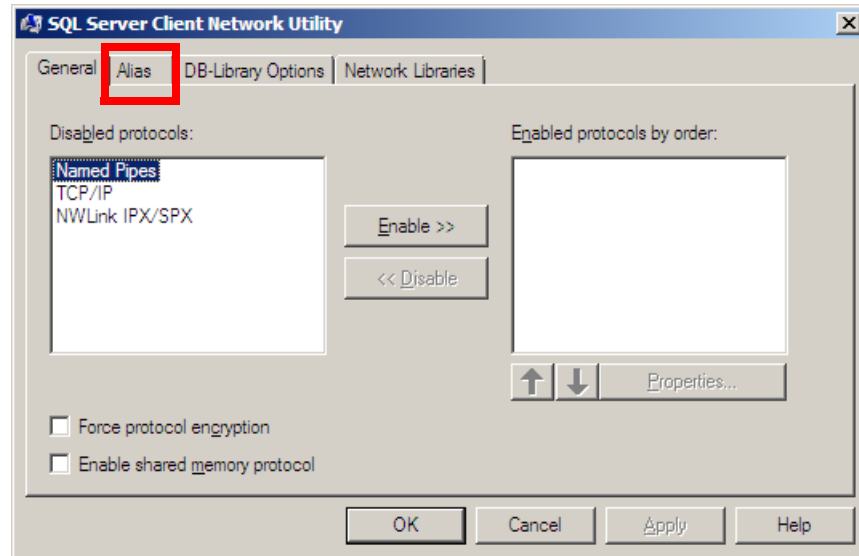 SQL Server Client Network Utility
General Alias DB-Library Options Network Libraries
Disabled protocols:
Enabled protocols by order:
Named Pipes
TCP/IP
NWLink IPX/SPX
Enable >>
<< Disable
Properties...
Force protocol encryption
Enable shared memory protocol
OK Cancel Apply Help